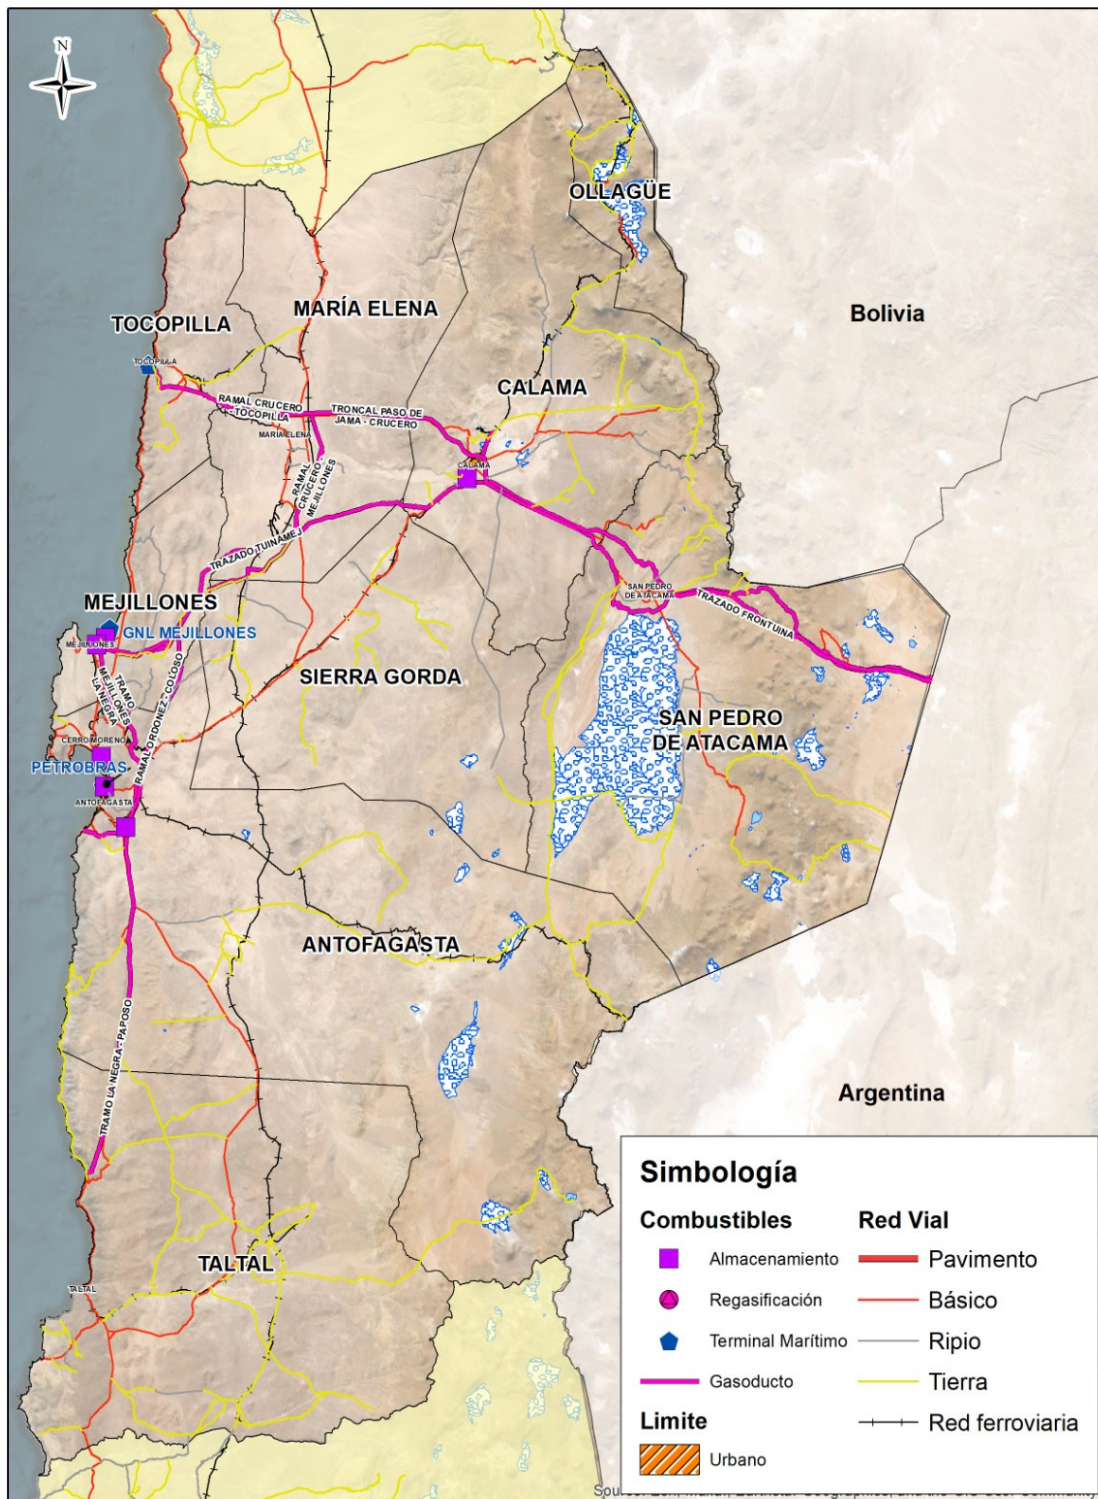 N
OLLAGÜE
Bolivia
MARÍA ELENA
TOCOPILLA
TOCOPILLA
CALAMA
RAMAL CRUCERO
TOCOPILLA
TRONCAL PASO DE
JAMA - CRUCERO
MARIA ELENA
CALAMA
RAMAL
CRUCERO -
MEJILLONES
TRAZADO TUINAMEJ
SAN PEDRO
DE ATACAMA
TRAZADO FRONTUINA
MEJILLONES
GNL MEJILLONES
MEJILLONES
SIERRA GORDA
TRAMO
MEJILLONES
LA NEGRA
RAMAL ORDONEZ - COLOSO
SAN PEDRO
DE ATACAMA
CERRO MORENO
PETROBRAS
ANTOFAGASTA
ANTOFAGASTA
TRAMO LA NEGRA - PAPOSO
Argentina
TALTAL
TALTAL
Simbología
Combustibles
Almacenamiento
Regasificación
Terminal Marítimo
Gasoducto
Limite
Urbano
Red Vial
Pavimento
Básico
Ripio
Tierra
Red ferroviaria